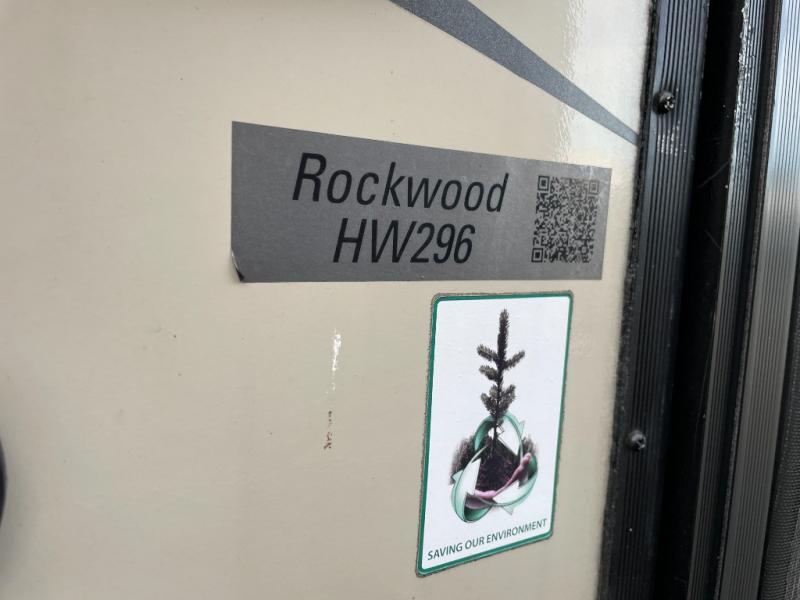 Rockwood
HW296
SAVING OUR ENVIRONMENT